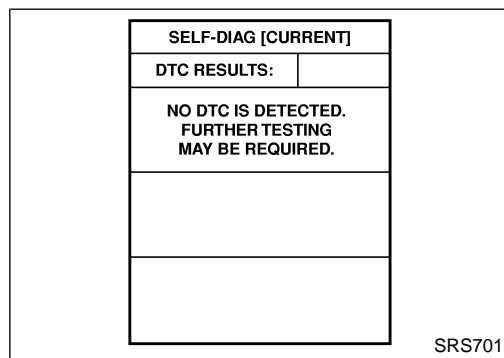 SELF-DIAG [CURRENT]
DTC RESULTS:
NO DTC IS DETECTED.
FURTHER TESTING
MAY BE REQUIRED.
SRS701